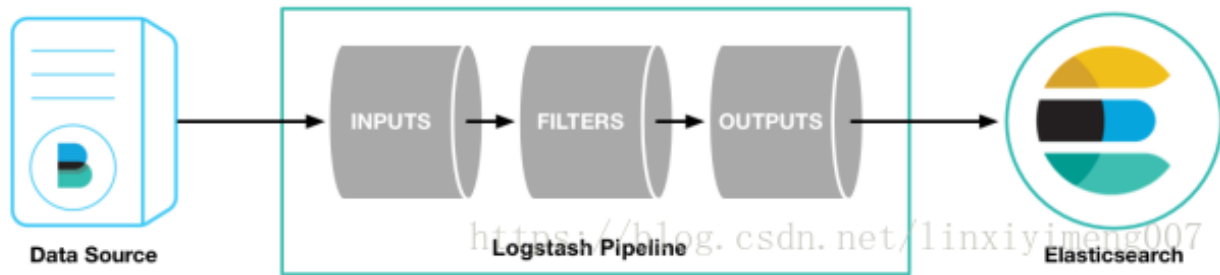 INPUTS
FILTERS
OUTPUTS
Data Source
Logstash Pipeline
Elasticsearch
https://blog.csdn.net/linxiyimeng007